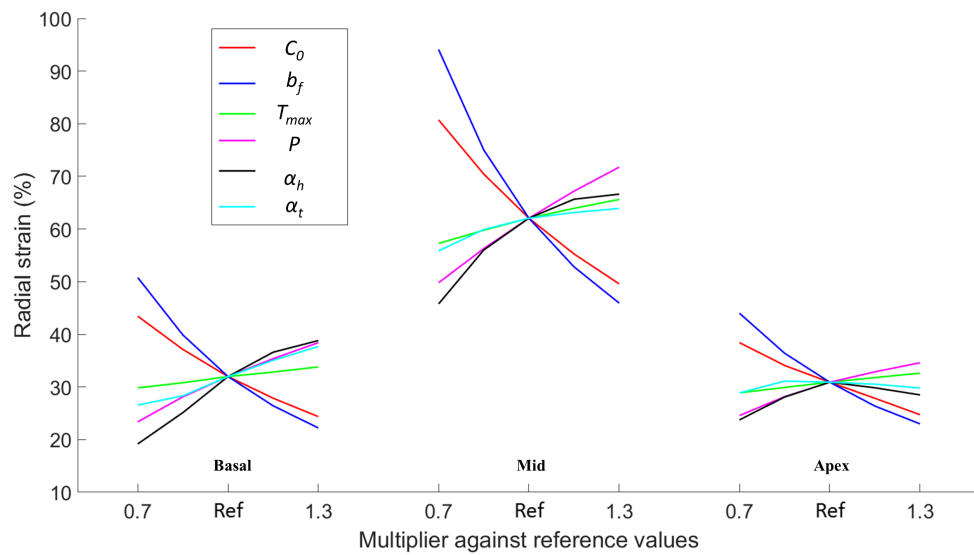 100
90
80
70
60
50
40
30
20
10
Radial strain (%)
C0
bf
Tmax
P
αh
αt
Basal
Mid
Apex
0.7 Ref 1.3 0.7 Ref 1.3 0.7 Ref 1.3
Multiplier against reference values